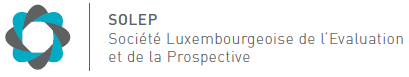 SOLEP
Société Luxembourgeoise de l'Evaluation
et de la Prospective